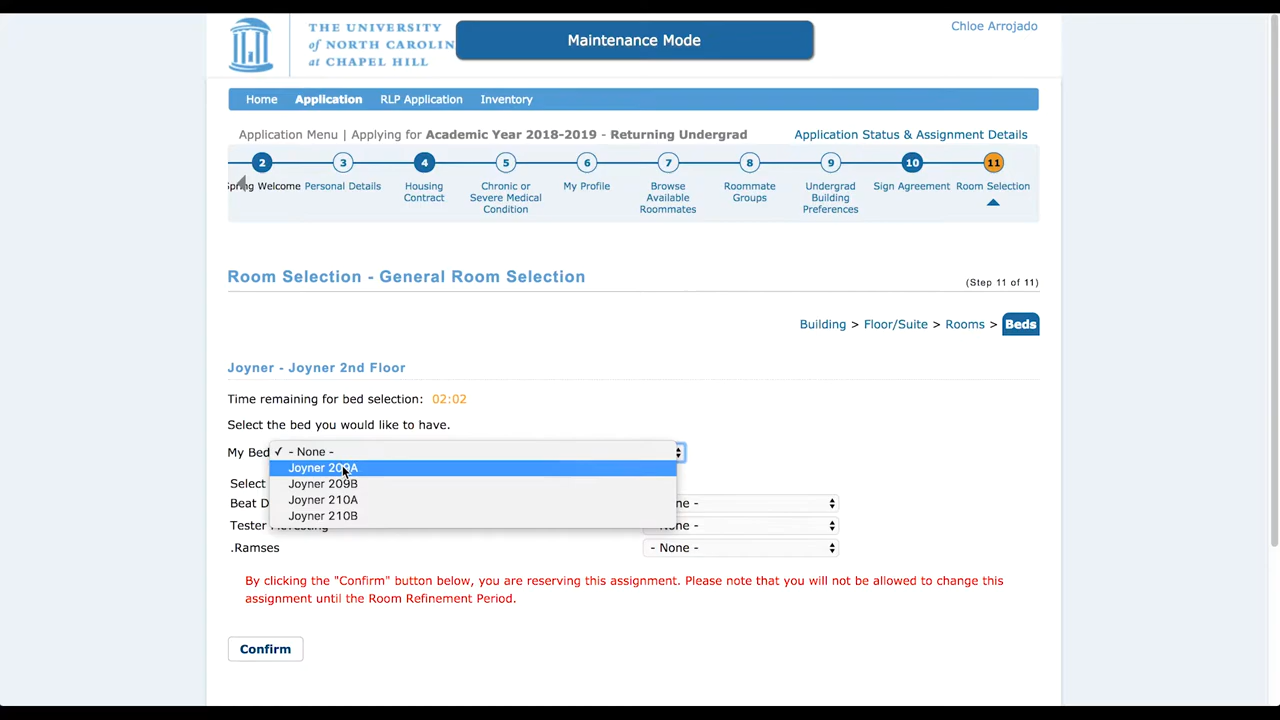 THE UNIVERSITY
of NORTH CAROLIN
at CHAPEL HILL
Maintenance Mode
Chloe Arrojado
Home Application RLP Application Inventory
Application Menu | Applying for Academic Year 2018-2019 - Returning Undergrad
Application Status & Assignment Details
2 3 4 5 6 7 8 9 10 11
Spring Welcome
Personal Details
Housing
Contract
Chronic or
Severe Medical
Condition
My Profile
Browse
Available
Roommates
Roommate
Groups
Undergrad
Building
Preferences
Sign Agreement
Room Selection
Room Selection - General Room Selection
(Step 11 of 11)
Building > Floor/Suite > Rooms > Beds
Joyner - Joyner 2nd Floor
Time remaining for bed selection: 02:02
Select the bed you would like to have.
My Bed ✓ - None -
Joyner 209A
Select Joyner 209B
Beat D Joyner 210A ne -
Tester Joyner 210B - None -
.Ramses - None -
By clicking the "Confirm" button below, you are reserving this assignment. Please note that you will not be allowed to change this
assignment until the Room Refinement Period.
Confirm